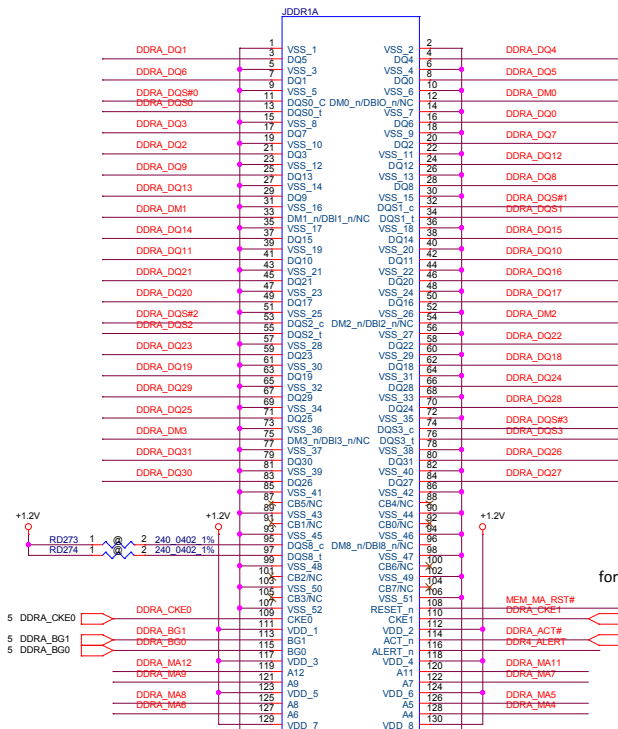 JDDR1A
1 VSS_1 VSS_2 2
DDRA_DQ1 3 DQ5 DQ4 4 DDRA_DQ4
5 VSS_3 VSS_4 6
DDRA_DQ6 7 DQ1 DQ0 8 DDRA_DQ5
9 VSS_5 VSS_6 10
DDRA_DQS#0 11 DQS0_C DM0_n/DBIO_n/NC 12 DDRA_DM0
DDRA_DQS0 13 DQS0_t VSS_7 14
15 VSS_8 DQ6 16 DDRA_DQ0
DDRA_DQ3 17 DQ7 VSS_9 18
19 VSS_10 DQ2 20 DDRA_DQ7
DDRA_DQ2 21 DQ3 VSS_11 22
23 VSS_12 DQ12 24 DDRA_DQ12
DDRA_DQ9 25 DQ13 VSS_13 26
27 VSS_14 DQ8 28 DDRA_DQ8
DDRA_DQ13 29 DQ9 VSS_15 30
31 VSS_16 DQS1_c 32 DDRA_DQS#1
DDRA_DM1 33 DM1_n/DBI1_n/NC DQS1_t 34 DDRA_DQS1
35 VSS_17 VSS_18 36
DDRA_DQ14 37 DQ15 DQ14 38 DDRA_DQ15
39 VSS_19 VSS_20 40
DDRA_DQ11 41 DQ10 DQ11 42 DDRA_DQ10
43 VSS_21 VSS_22 44
DDRA_DQ21 45 DQ21 DQ20 46 DDRA_DQ16
47 VSS_23 VSS_24 48
DDRA_DQ20 49 DQ17 DQ16 50 DDRA_DQ17
51 VSS_25 VSS_26 52
DDRA_DQS#2 53 DQS2_c DM2_n/DBI2_n/NC 54 DDRA_DM2
DDRA_DQS2 55 DQS2_t VSS_27 56
57 VSS_28 DQ22 58 DDRA_DQ22
DDRA_DQ23 59 DQ23 VSS_29 60
61 VSS_30 DQ18 62 DDRA_DQ18
DDRA_DQ19 63 DQ19 VSS_31 64
65 VSS_32 DQ28 66 DDRA_DQ24
DDRA_DQ29 67 DQ29 VSS_33 68
69 VSS_34 DQ24 70 DDRA_DQ28
DDRA_DQ25 71 DQ25 VSS_35 72
73 VSS_36 DQS3_c 74 DDRA_DQS#3
DDRA_DM3 75 DM3_n/DBI3_n/NC DQS3_t 76 DDRA_DQS3
77 VSS_37 VSS_38 78
DDRA_DQ31 79 DQ30 DQ31 80 DDRA_DQ26
81 VSS_39 VSS_40 82
DDRA_DQ30 83 DQ26 DQ27 84 DDRA_DQ27
85 VSS_41 VSS_42 86
87 CB5/NC CB4/NC 88
89 VSS_43 VSS_44 90
+1.2V 91 CB1/NC CB0/NC 92 +1.2V
+1.2V 93 VSS_45 VSS_46 94
RD273 1 @ 2 240_0402_1% 95 DQS8_c DM8_n/DBI8_n/NC 96
RD274 1 @ 2 240_0402_1% 97 DQS8_t VSS_47 98
99 VSS_48 CB6/NC 100
101 CB2/NC VSS_49 102
103 VSS_50 CB7/NC 104 for
105 CB3/NC VSS_51 106
107 VSS_52 RESET_n 108 MEM_MA_RST#
5 DDRA_CKE0 DDRA_CKE0 109 CKE0 CKE1 110 DDRA_CKE1
111 VDD_1 VDD_2 112
5 DDRA_BG1 DDRA_BG1 113 BG1 ACT_n 114 DDRA_ACT#
5 DDRA_BG0 DDRA_BG0 115 BG0 ALERT_n 116 DDR4_ALERT
117 VDD_3 VDD_4 118
DDRA_MA12 119 A12 A11 120 DDRA_MA11
DDRA_MA9 121 A9 A7 122 DDRA_MA7
123 VDD_5 VDD_6 124
DDRA_MA8 125 A8 A5 126 DDRA_MA5
DDRA_MA6 127 A6 A4 128 DDRA_MA4
129 VDD_7 VDD_8 130